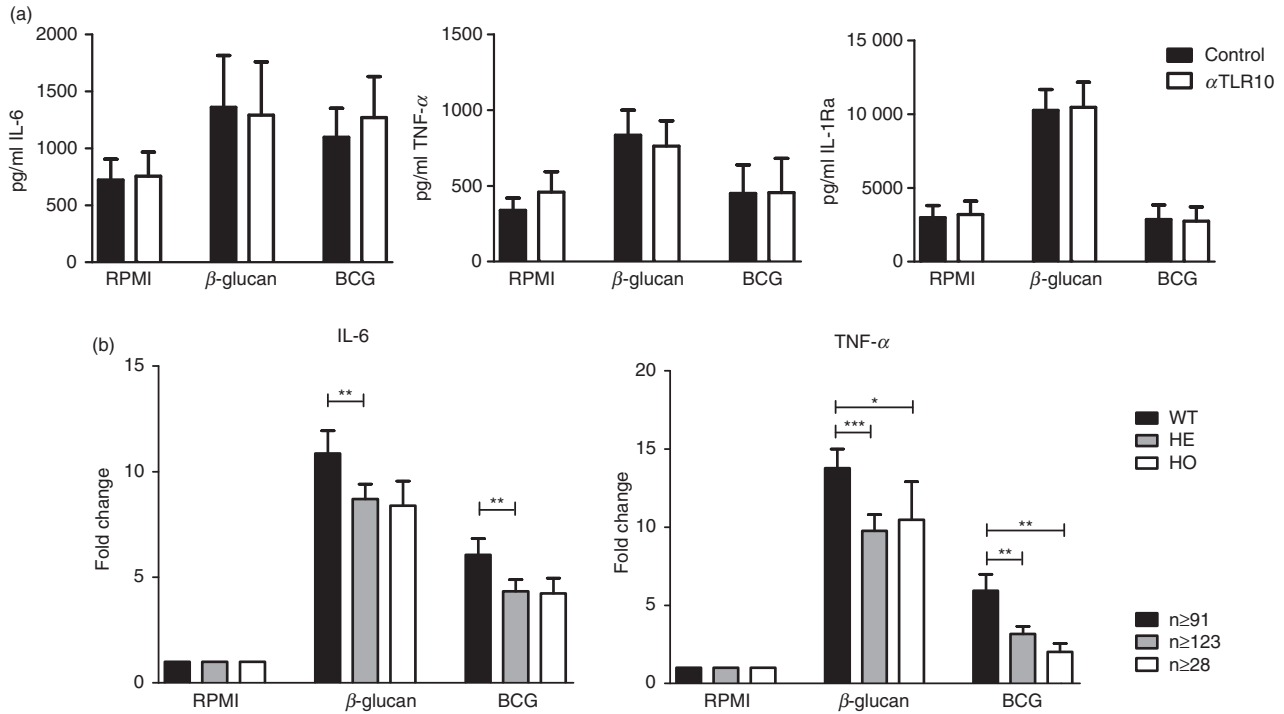 (a)
2000
1500
1000
500
0
pg/ml IL-6
RPMI
β-glucan
BCG
1500
1000
500
0
pg/ml TNF-α
RPMI
β-glucan
BCG
15 000
10 000
5000
0
pg/ml IL-1Ra
RPMI
β-glucan
BCG
Control
αTLR10
(b)
IL-6
15
10
5
0
Fold change
**
**
RPMI
β-glucan
BCG
TNF-α
20
15
10
5
0
Fold change
*
***
**
**
RPMI
β-glucan
BCG
WT
HE
HO
n≥91
n≥123
n≥28